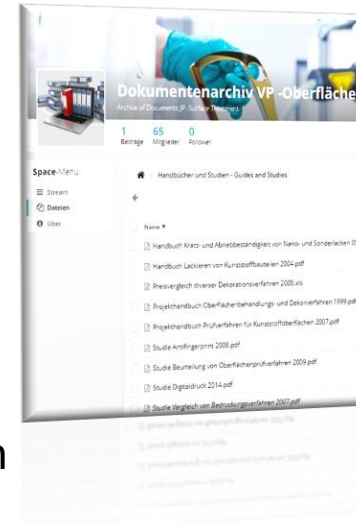 Dokumentenarchiv VP -Oberfläche
Archive of Documents JP -Surface Treatment
1 65 0
Beiträge Mitglieder Follower
Space-Menu
Stream
Dateien
Über
Handbücher und Studien - Guides and Studies
Name
Handbuch Kratz- und Abriebbeständigkeit von Nano- und Sonderlacken
Handbuch Lackieren von Kunststoffbauteilen 2004.pdf
Preisvergleich diverser Dekorationsverfahren 2005.xls
Projekthandbuch Oberflächenbehandlungs- und Dekorverfahren 1999.pdf
Projekthandbuch Prüfverfahren für Kunststoffoberflächen 2007.pdf
Studie Antifingerprint 2008.pdf
Studie Beurteilung von Oberflächenprüfverfahren 2009.pdf
Studie Digitaldruck 2014.pdf
Studie Vergleich von Bedruckungsverfahren 2007.pdf
n